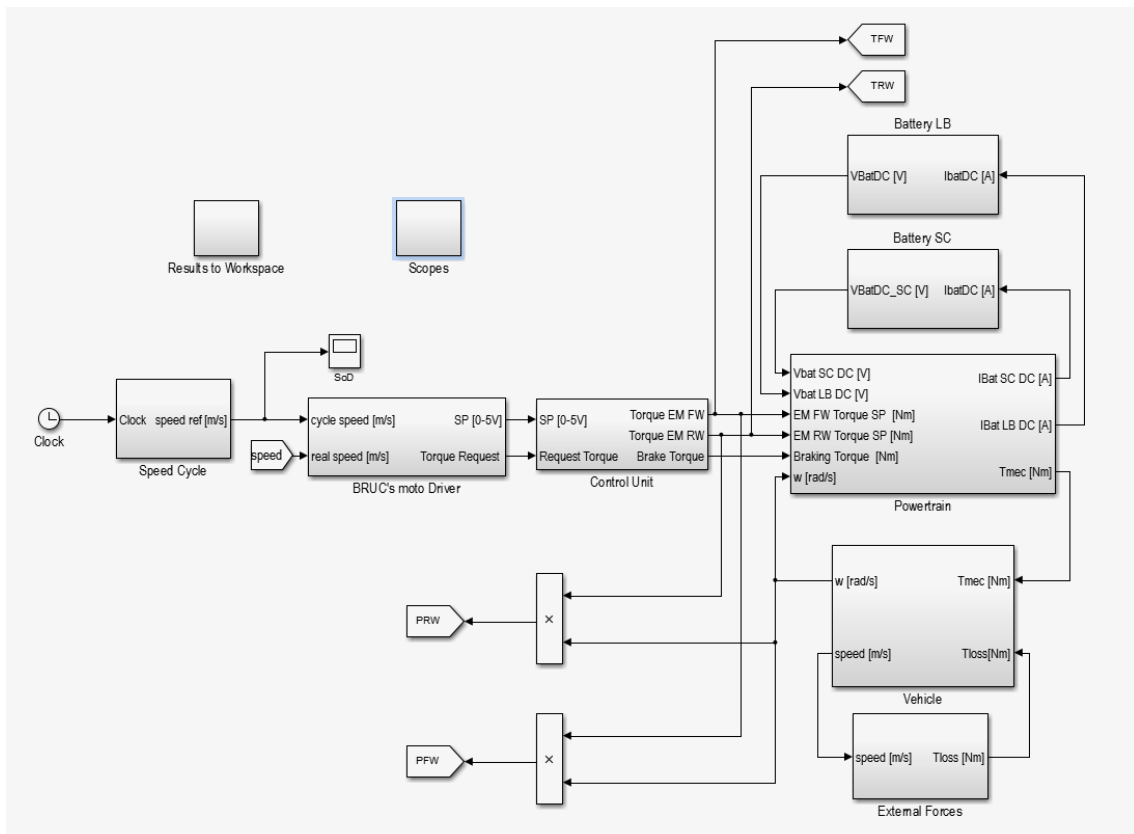 TFW
TRW
Battery LB
VBatDC [V]
IbatDC [A]
Battery SC
VBatDC_SC [V]
IbatDC [A]
Results to Workspace
Scopes
SoD
Clock
Clock
speed ref [m/s]
Speed Cycle
speed
cycle speed [m/s]
SP [0-5V]
real speed [m/s]
Torque Request
BRUC's moto Driver
SP [0-5V]
Torque EM FW
Torque EM RW
Request Torque
Brake Torque
Control Unit
Vbat SC DC [V]
IBat SC DC [A]
Vbat LB DC [V]
EM FW Torque SP [Nm]
IBat LB DC [A]
EM RW Torque SP [Nm]
Braking Torque [Nm]
Tmec [Nm]
w [rad/s]
Powertrain
w [rad/s]
Tmec [Nm]
speed [m/s]
Tloss[Nm]
Vehicle
PRW
×
PFW
×
speed [m/s]
Tloss [Nm]
External Forces